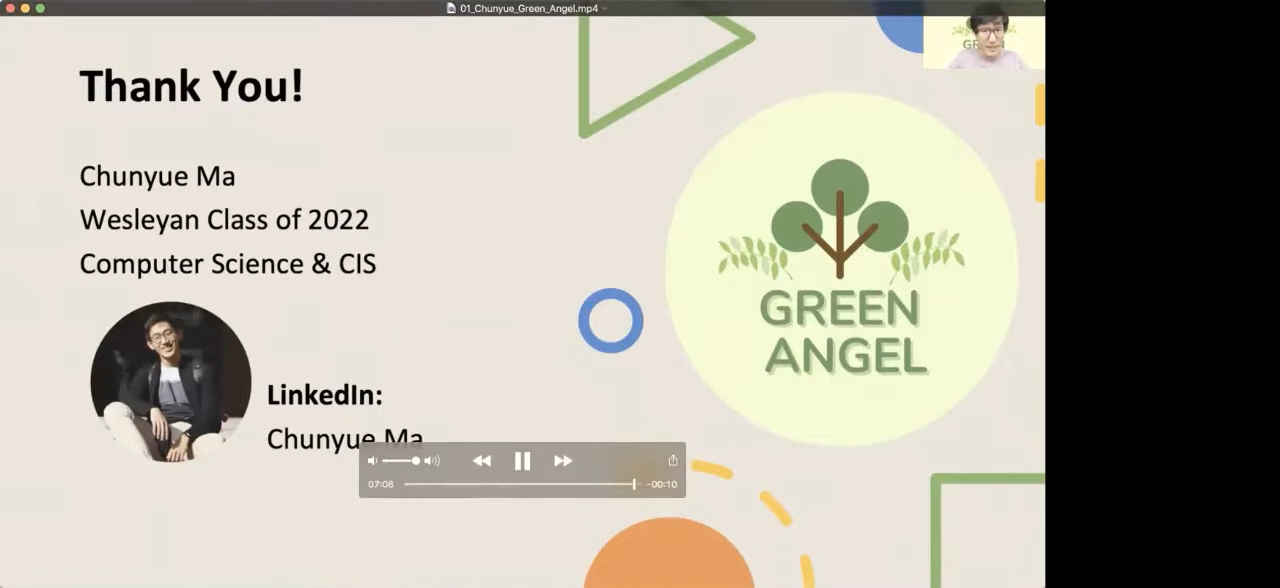 01_Chunyue_Green_Angel.mp4
Thank You!
Chunyue Ma
Wesleyan Class of 2022
Computer Science & CIS
LinkedIn:
Chunyue Ma
GREEN
ANGEL
07:06
-00:10